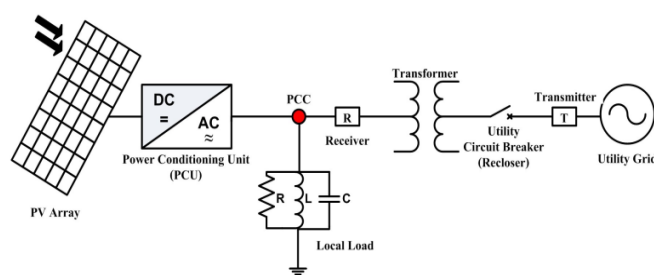 Transformer
DC
=
AC
≈
PCC
R
Receiver
Transmitter
T
Utility
Circuit Breaker
(Recloser)
Utility Grid
Power Conditioning Unit
(PCU)
R
L
C
PV Array
Local Load